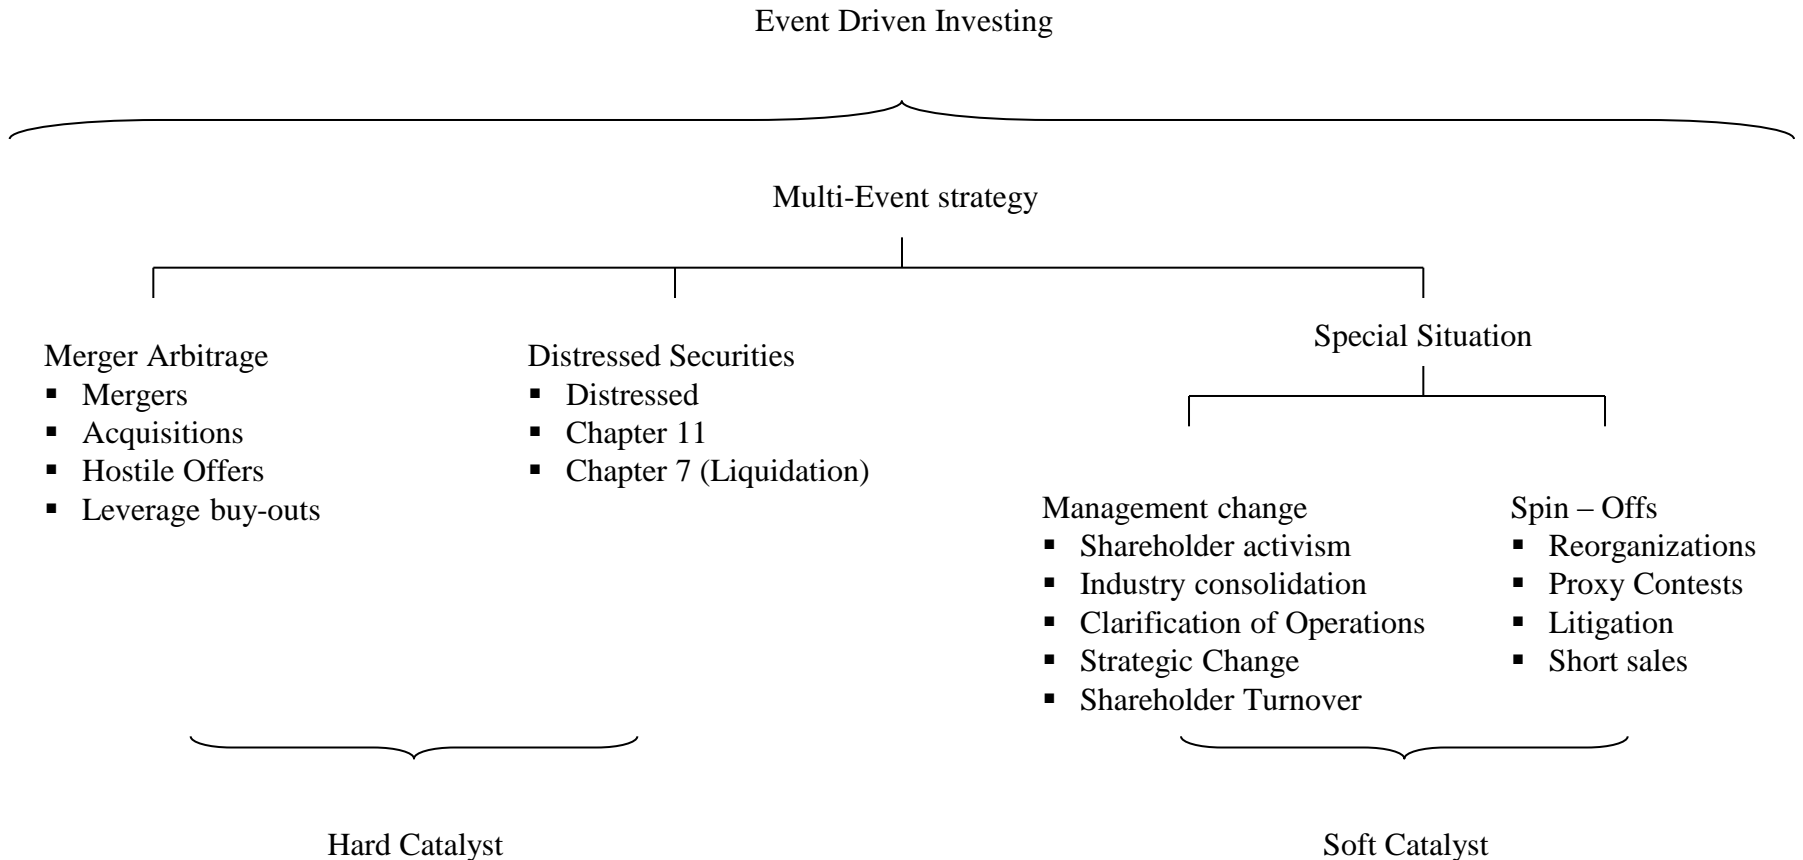 Event Driven Investing
Multi-Event strategy
Merger Arbitrage
▪ Mergers
▪ Acquisitions
▪ Hostile Offers
▪ Leverage buy-outs
Distressed Securities
▪ Distressed
▪ Chapter 11
▪ Chapter 7 (Liquidation)
Special Situation
Management change
▪ Shareholder activism
▪ Industry consolidation
▪ Clarification of Operations
▪ Strategic Change
▪ Shareholder Turnover
Spin – Offs
▪ Reorganizations
▪ Proxy Contests
▪ Litigation
▪ Short sales
Hard Catalyst
Soft Catalyst